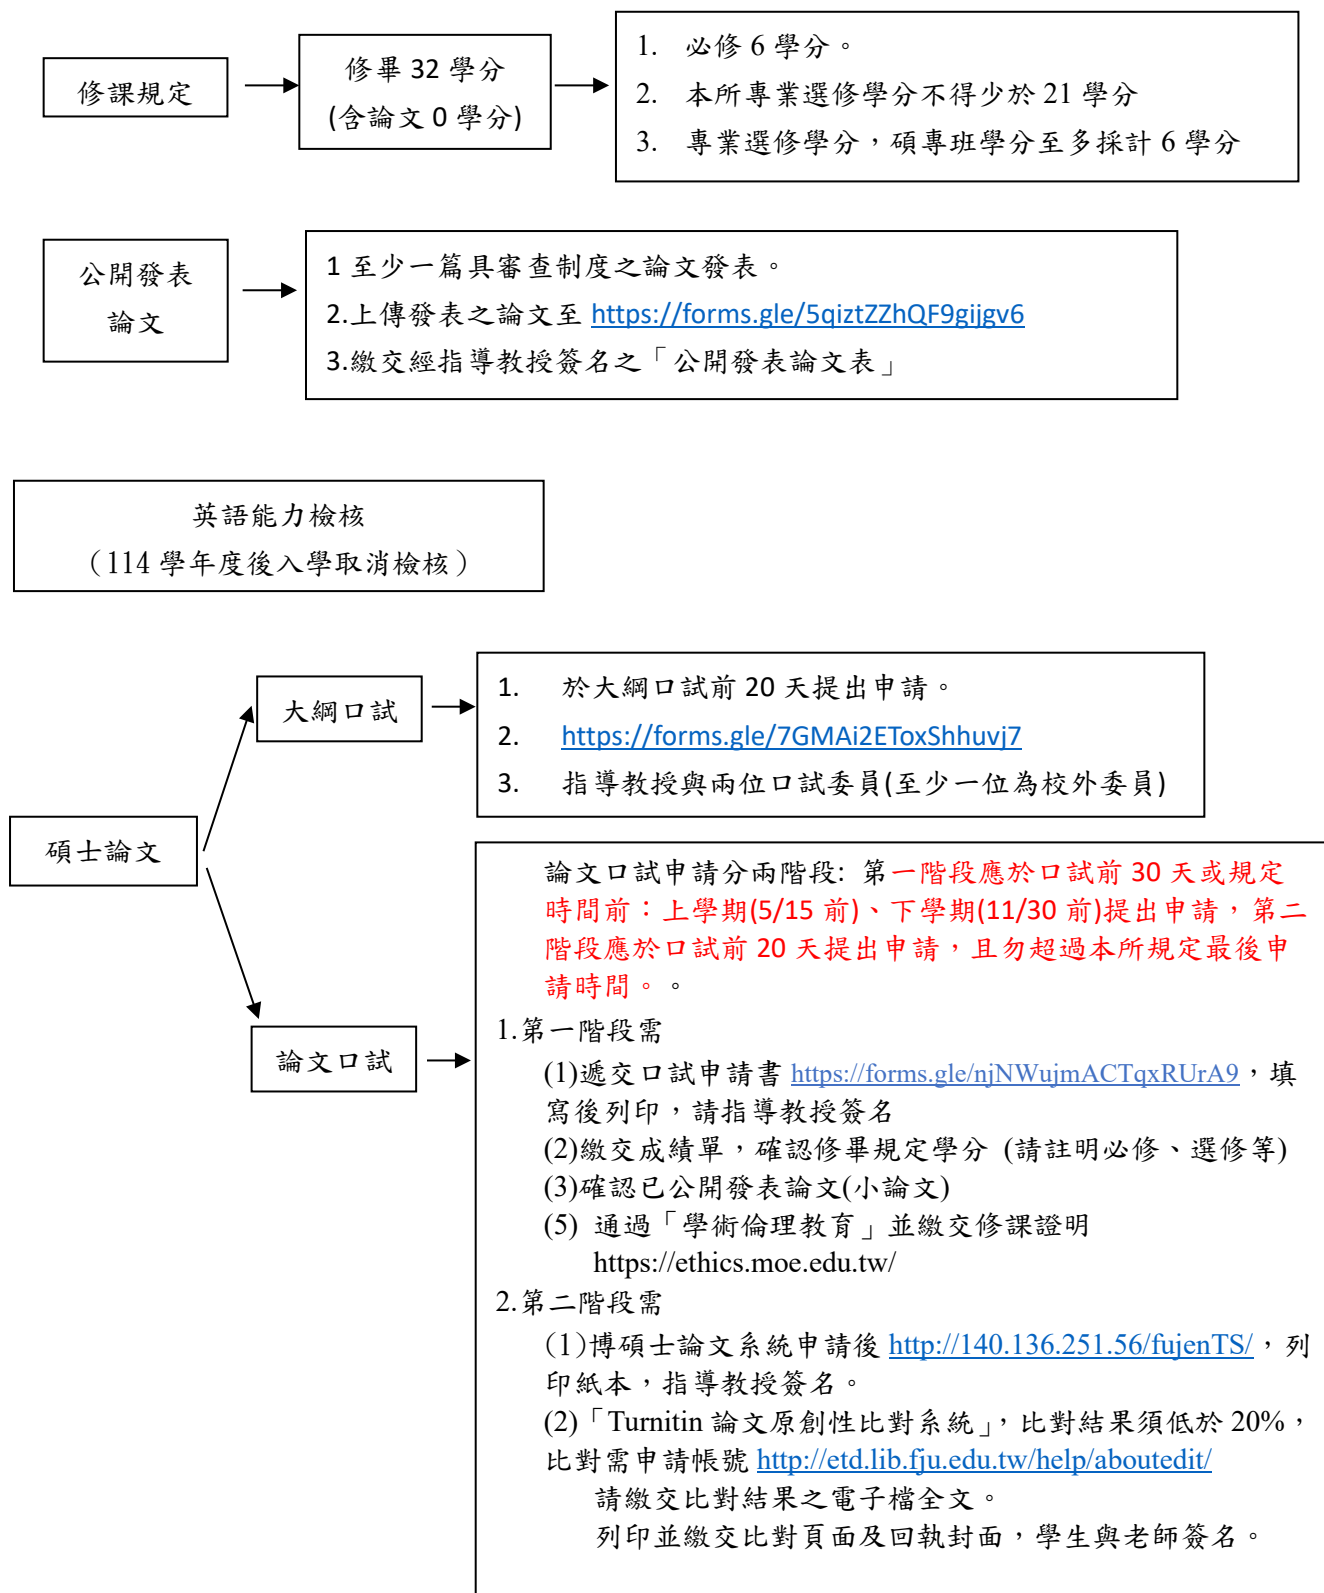 修課規定
修畢 32 學分
(含論文 0 學分)
1. 必修 6 學分。
2. 本所專業選修學分不得少於 21 學分
3. 專業選修學分，碩專班學分至多採計 6 學分
公開發表
論文
1 至少一篇具審查制度之論文發表。
2.上傳發表之論文至 https://forms.gle/5qiztZZhQF9gijgv6
3.繳交經指導教授簽名之「公開發表論文表」
英語能力檢核
（114 學年度後入學取消檢核）
碩士論文
大綱口試
1. 於大綱口試前 20 天提出申請。
2. https://forms.gle/7GMAi2EToxShhuvj7
3. 指導教授與兩位口試委員(至少一位為校外委員)
論文口試
論文口試申請分兩階段: 第一階段應於口試前 30 天或規定
時間前：上學期(5/15 前)、下學期(11/30 前)提出申請，第二
階段應於口試前 20 天提出申請，且勿超過本所規定最後申
請時間。。
1.第一階段需
(1)遞交口試申請書 https://forms.gle/njNWujmACTqxRUrA9，填
寫後列印，請指導教授簽名
(2)繳交成績單，確認修畢規定學分 (請註明必修、選修等)
(3)確認已公開發表論文(小論文)
(5) 通過「學術倫理教育」並繳交修課證明
https://ethics.moe.edu.tw/
2.第二階段需
(1)博碩士論文系統申請後 http://140.136.251.56/fujenTS/，列
印紙本，指導教授簽名。
(2)「Turnitin 論文原創性比對系統」，比對結果須低於 20%，
比對需申請帳號 http://etd.lib.fju.edu.tw/help/aboutedit/
請繳交比對結果之電子檔全文。
列印並繳交比對頁面及回執封面，學生與老師簽名。